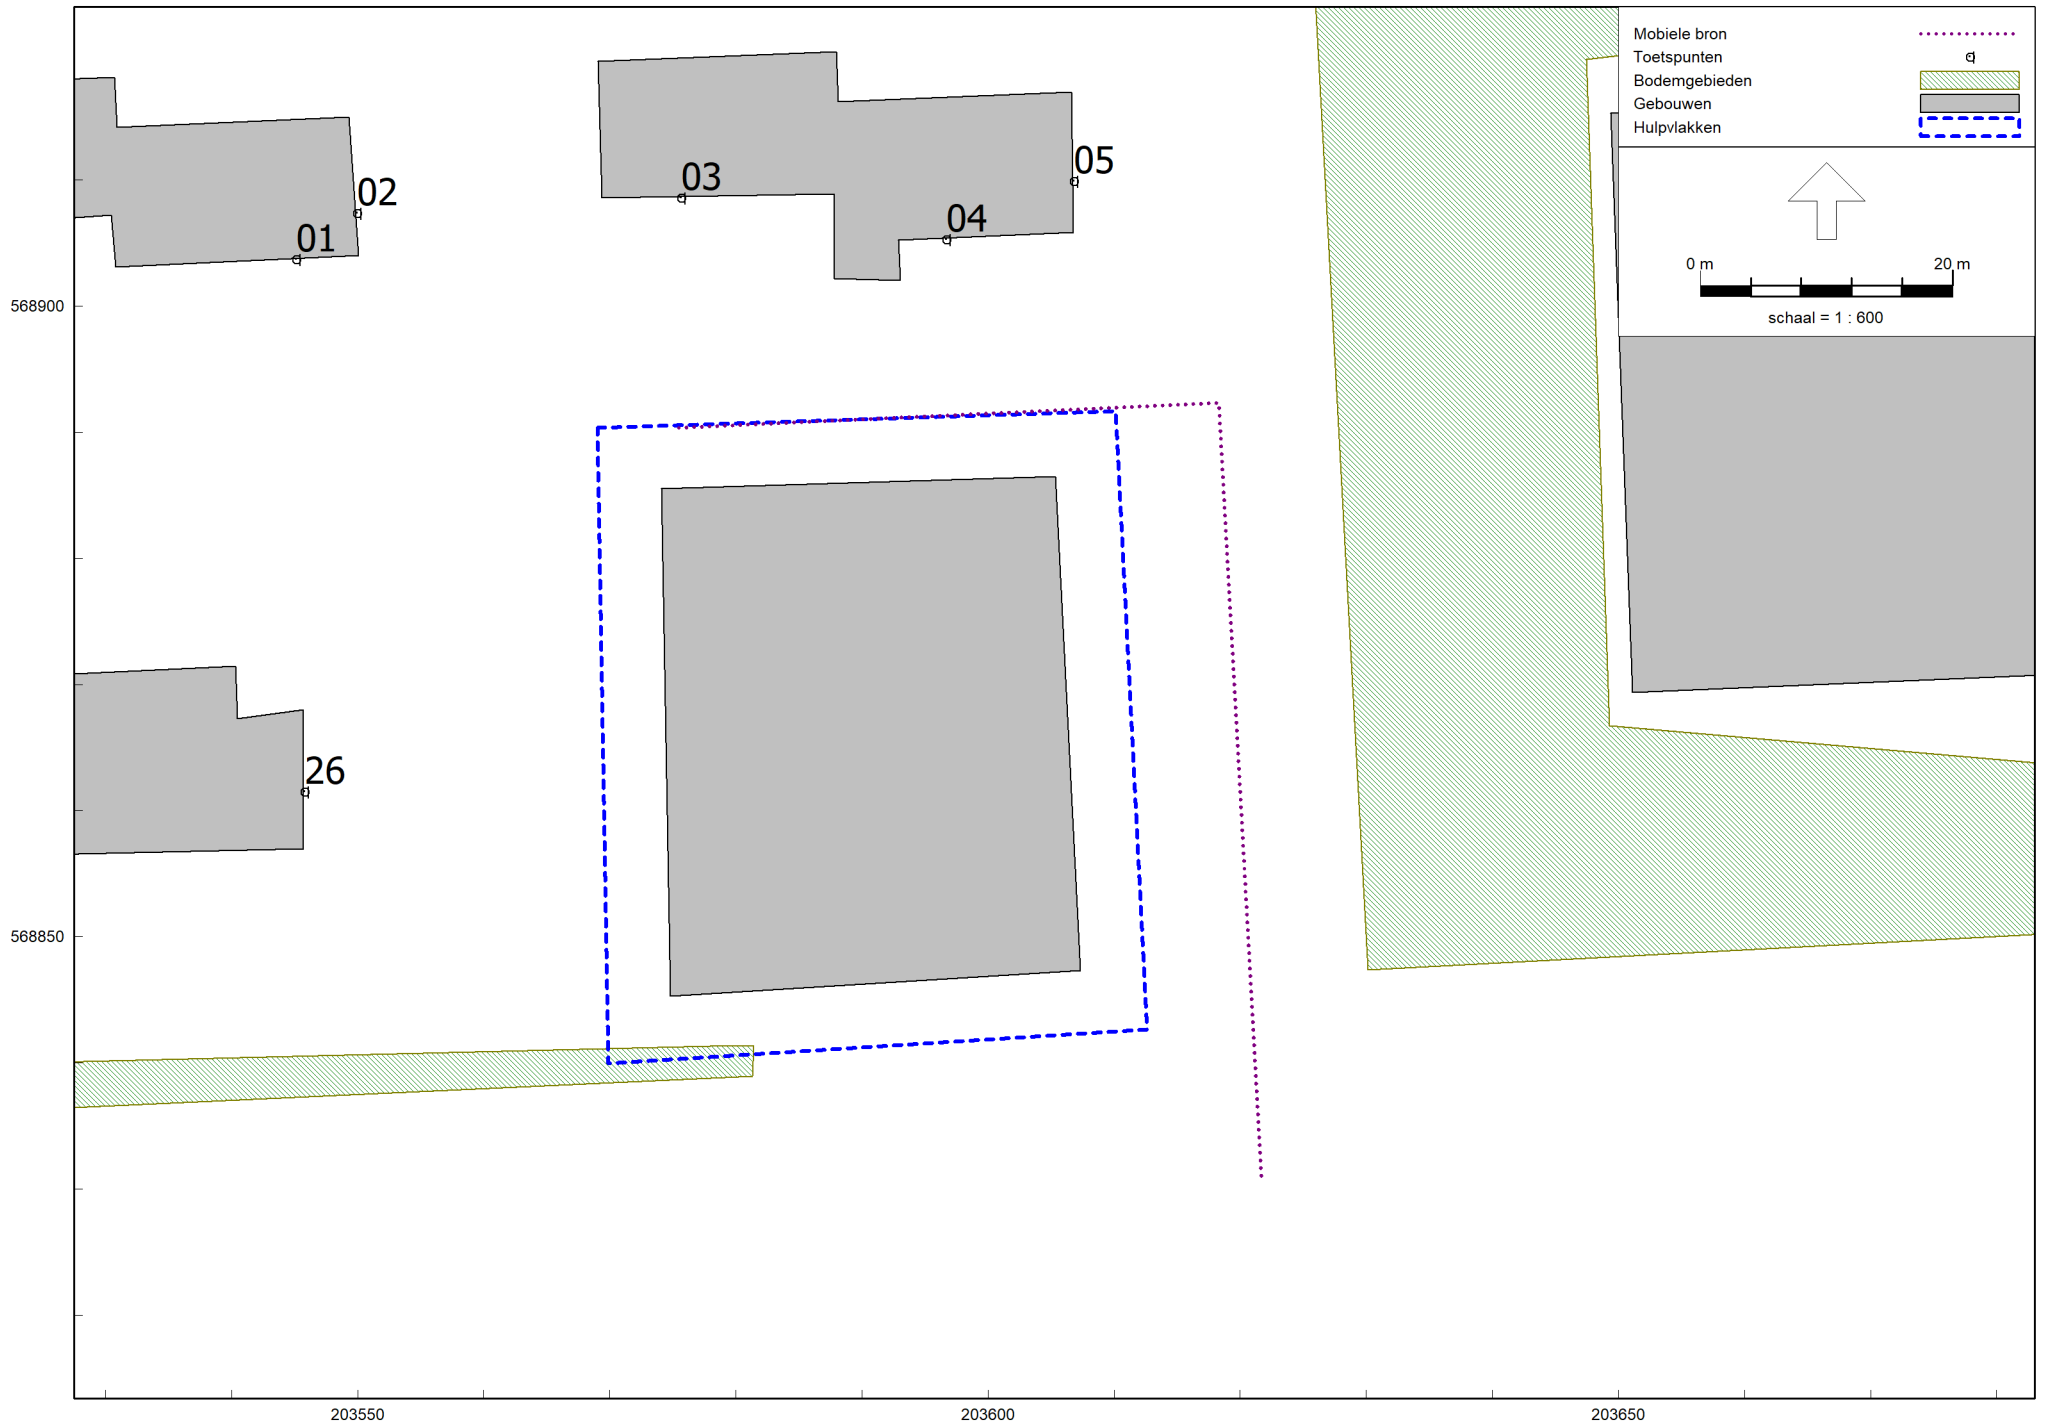 Mobiele bron
Toetspunten
Bodemgebieden
Gebouwen
Hulpvlakken
0 m 20 m
schaal = 1 : 600
05
03
02
04
01
568900
26
568850
203550 203600 203650